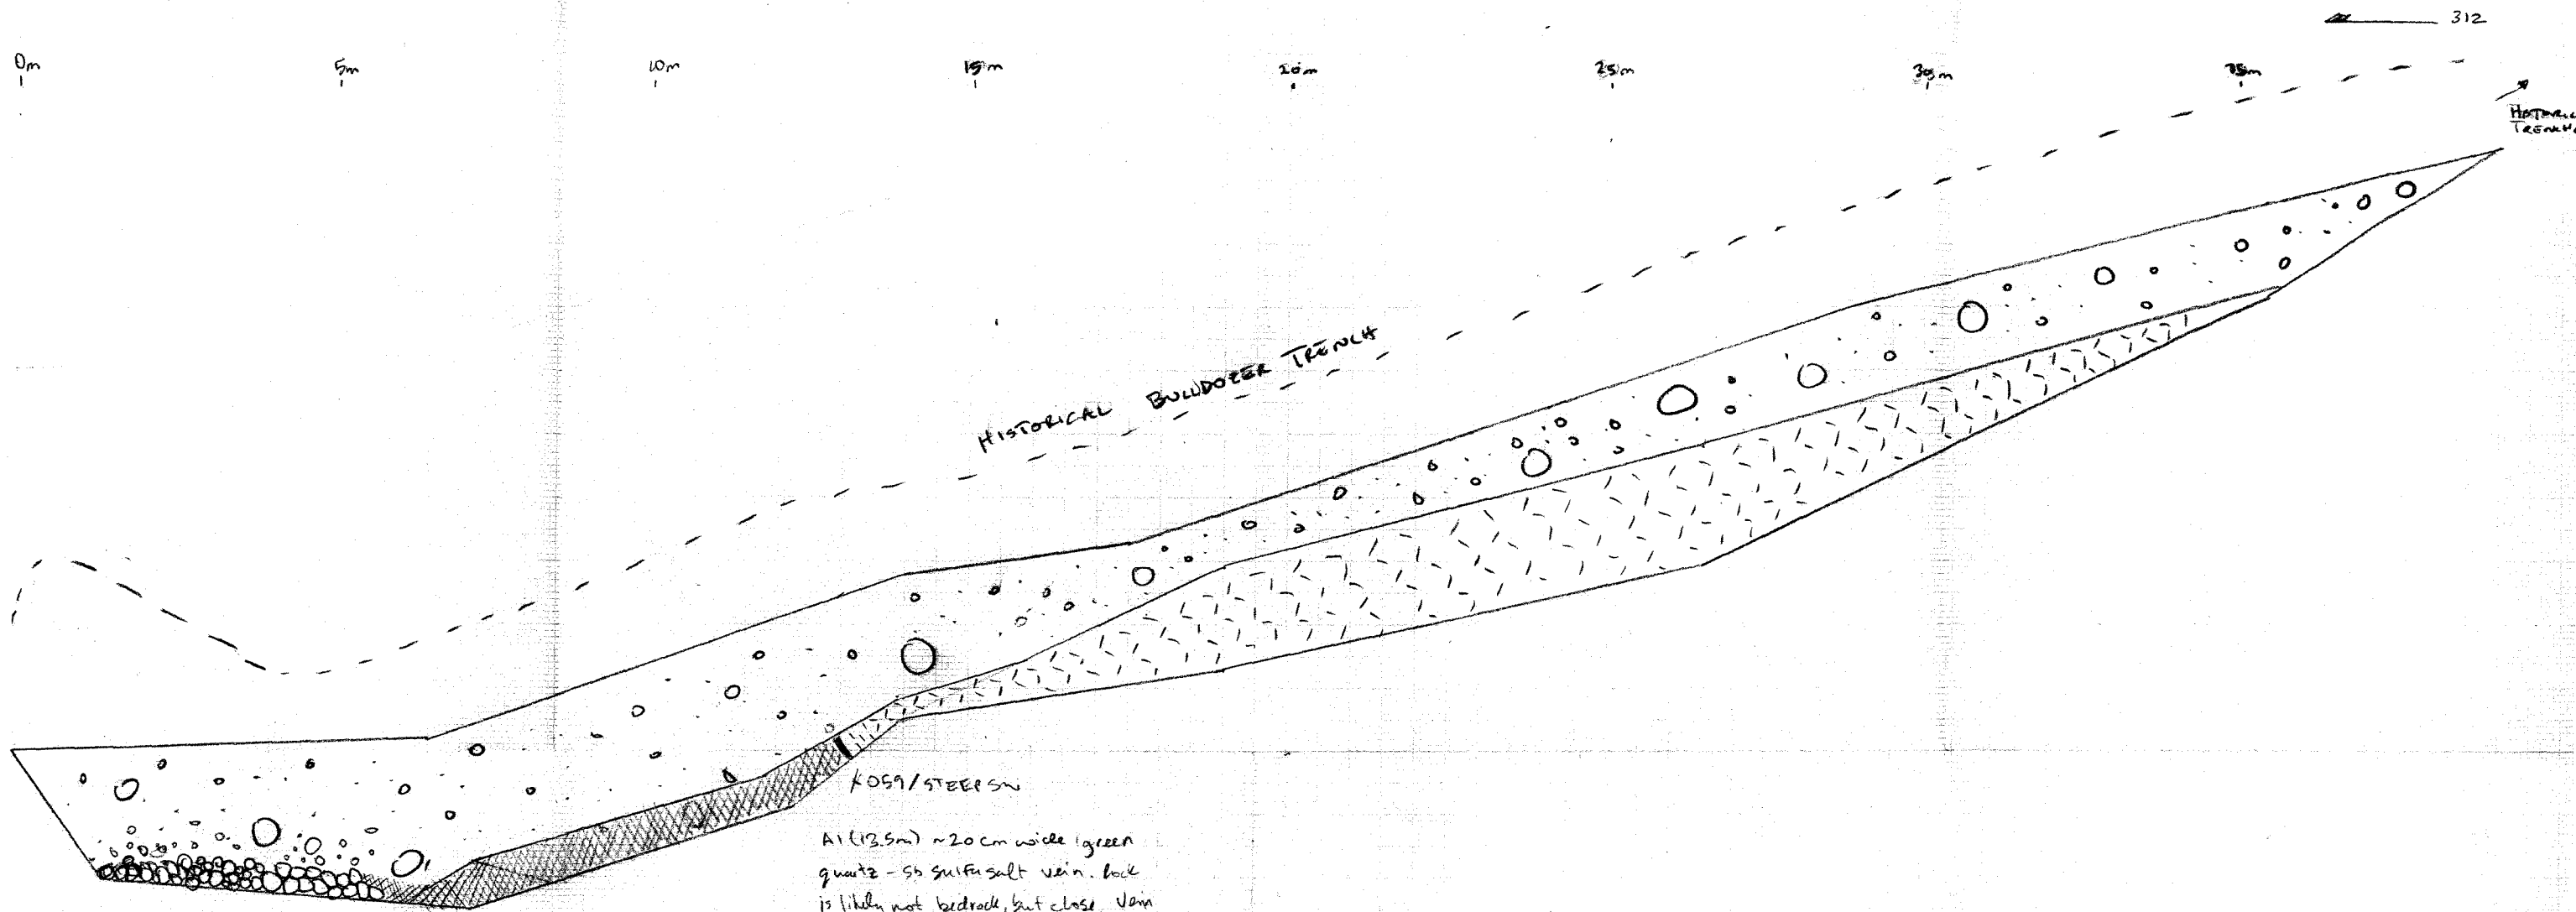 312
0m 5m 10m 15m 20m 25m 30m 35m
HISTORICAL BULLDOZER TRENCH
059/STEEP SW
A1 (13.5m) ~20 cm wide green
quartz - Sb sulfosalt vein. Rock
is likely not bedrock, but close. Vein